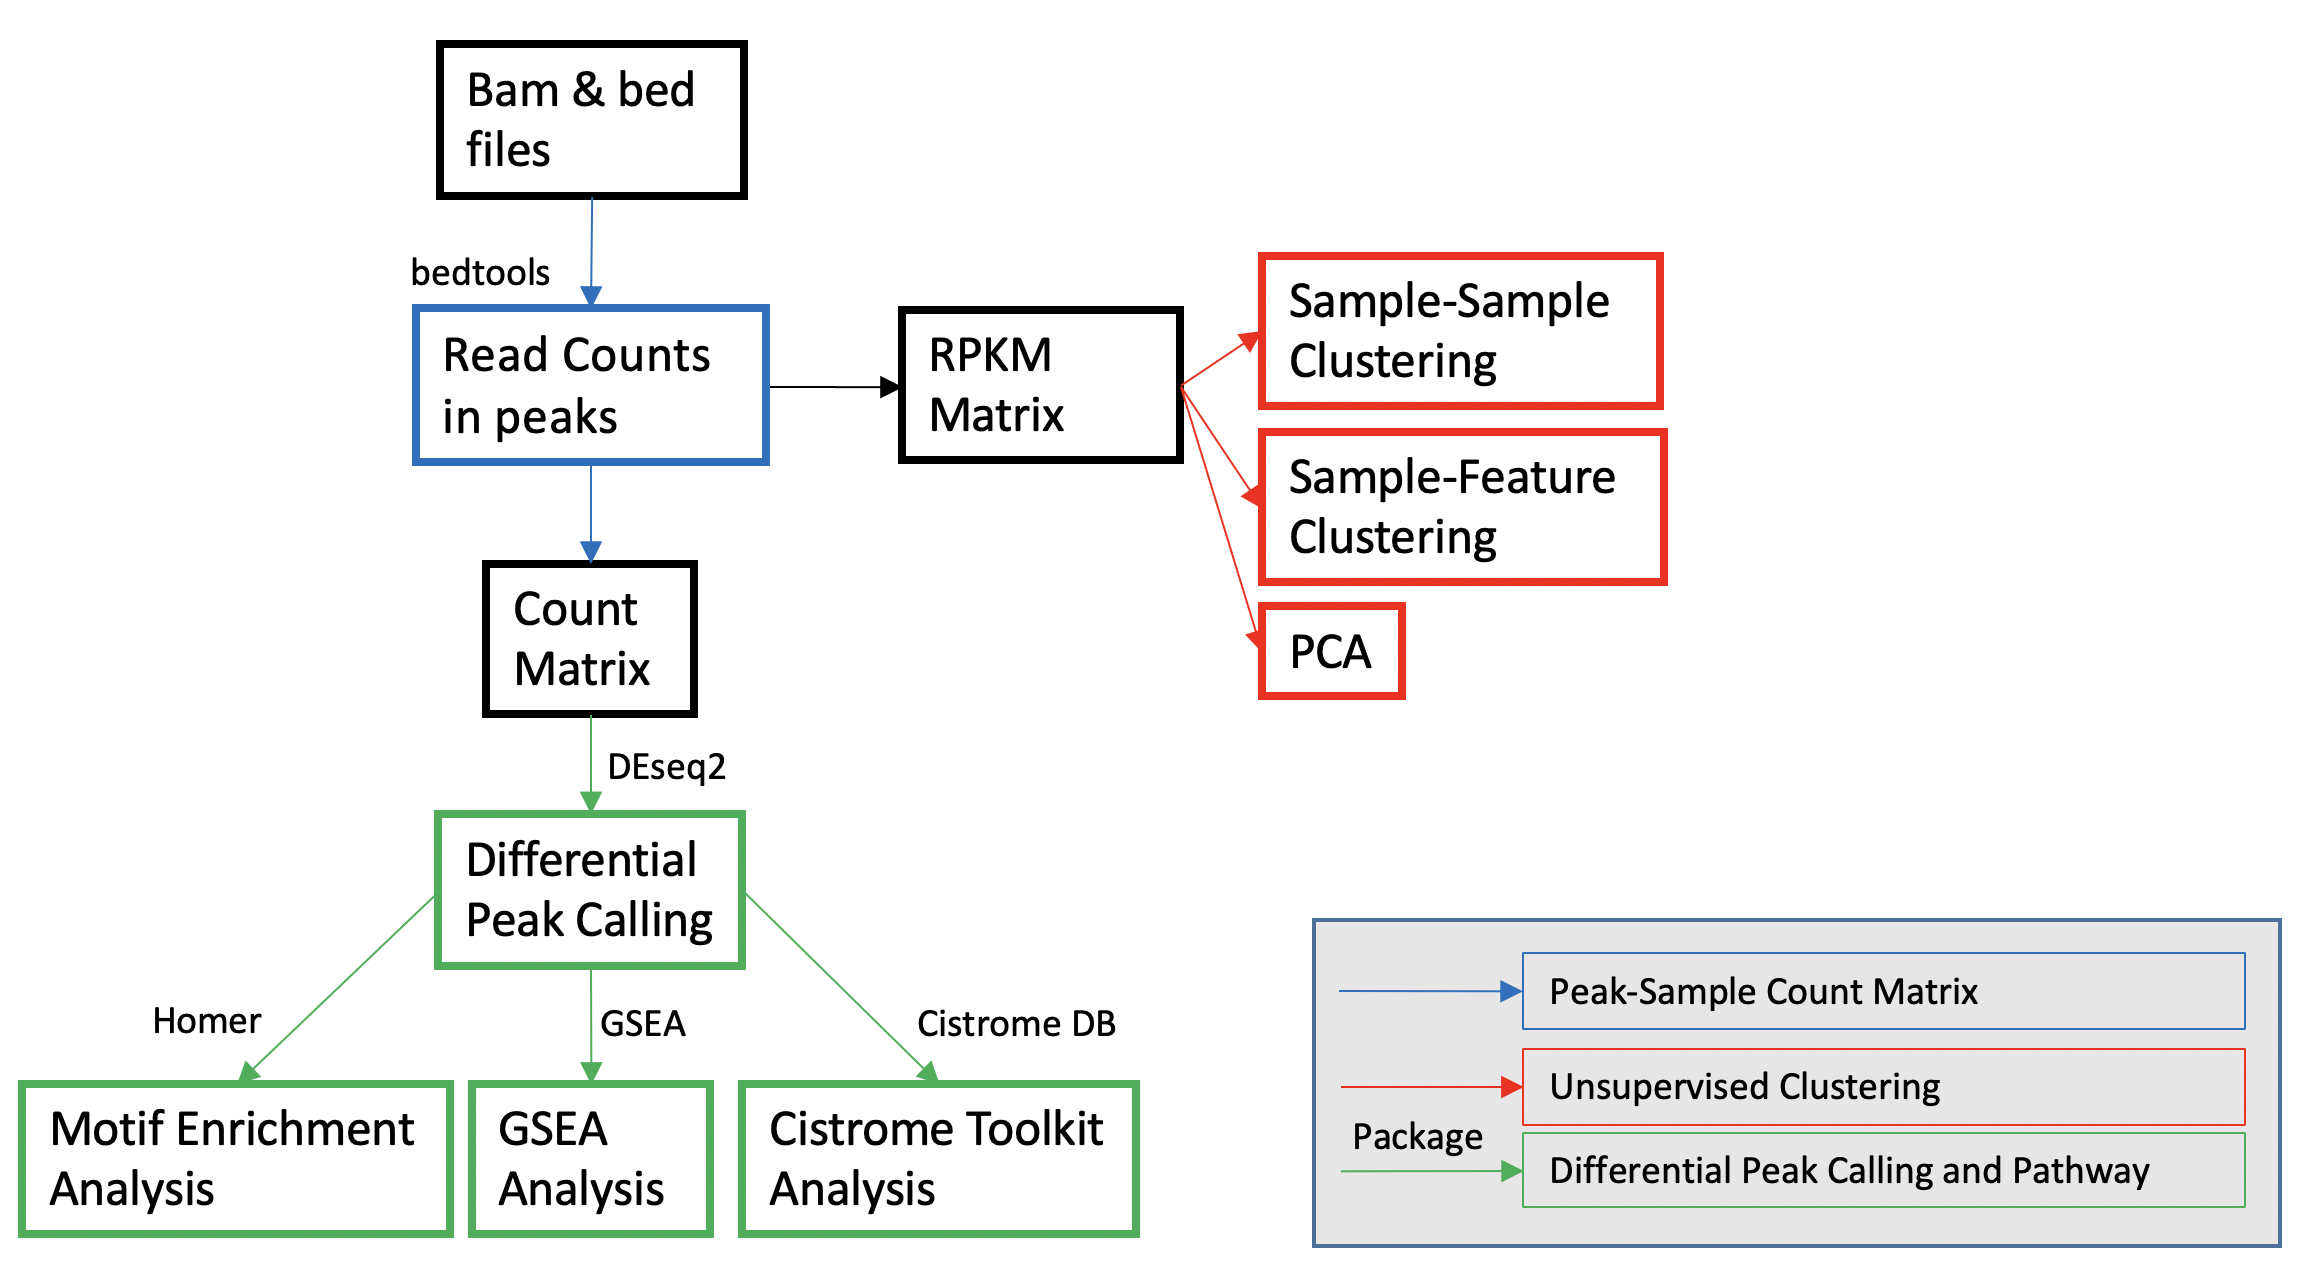 Bam & bed
files
bedtools
Read Counts
in peaks
RPKM
Matrix
Sample-Sample
Clustering
Sample-Feature
Clustering
PCA
Count
Matrix
DEseq2
Differential
Peak Calling
Homer
GSEA
Cistrome DB
Motif Enrichment
Analysis
GSEA
Analysis
Cistrome Toolkit
Analysis
Peak-Sample Count Matrix
Unsupervised Clustering
Package
Differential Peak Calling and Pathway